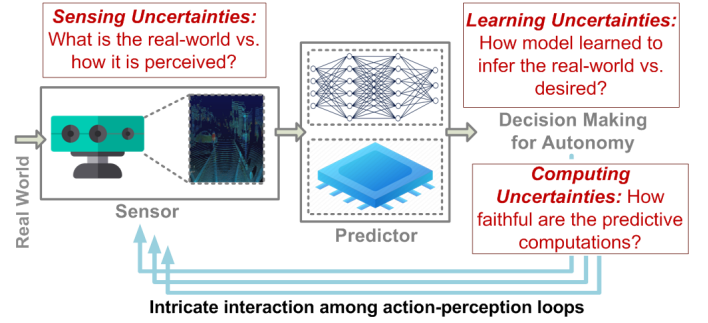 Sensing Uncertainties:
What is the real-world vs.
how it is perceived?
Learning Uncertainties:
How model learned to
infer the real-world vs.
desired?
Real World
Sensor
Predictor
Decision Making
for Autonomy
Computing
Uncertainties: How
faithful are the predictive
computations?
Intricate interaction among action-perception loops